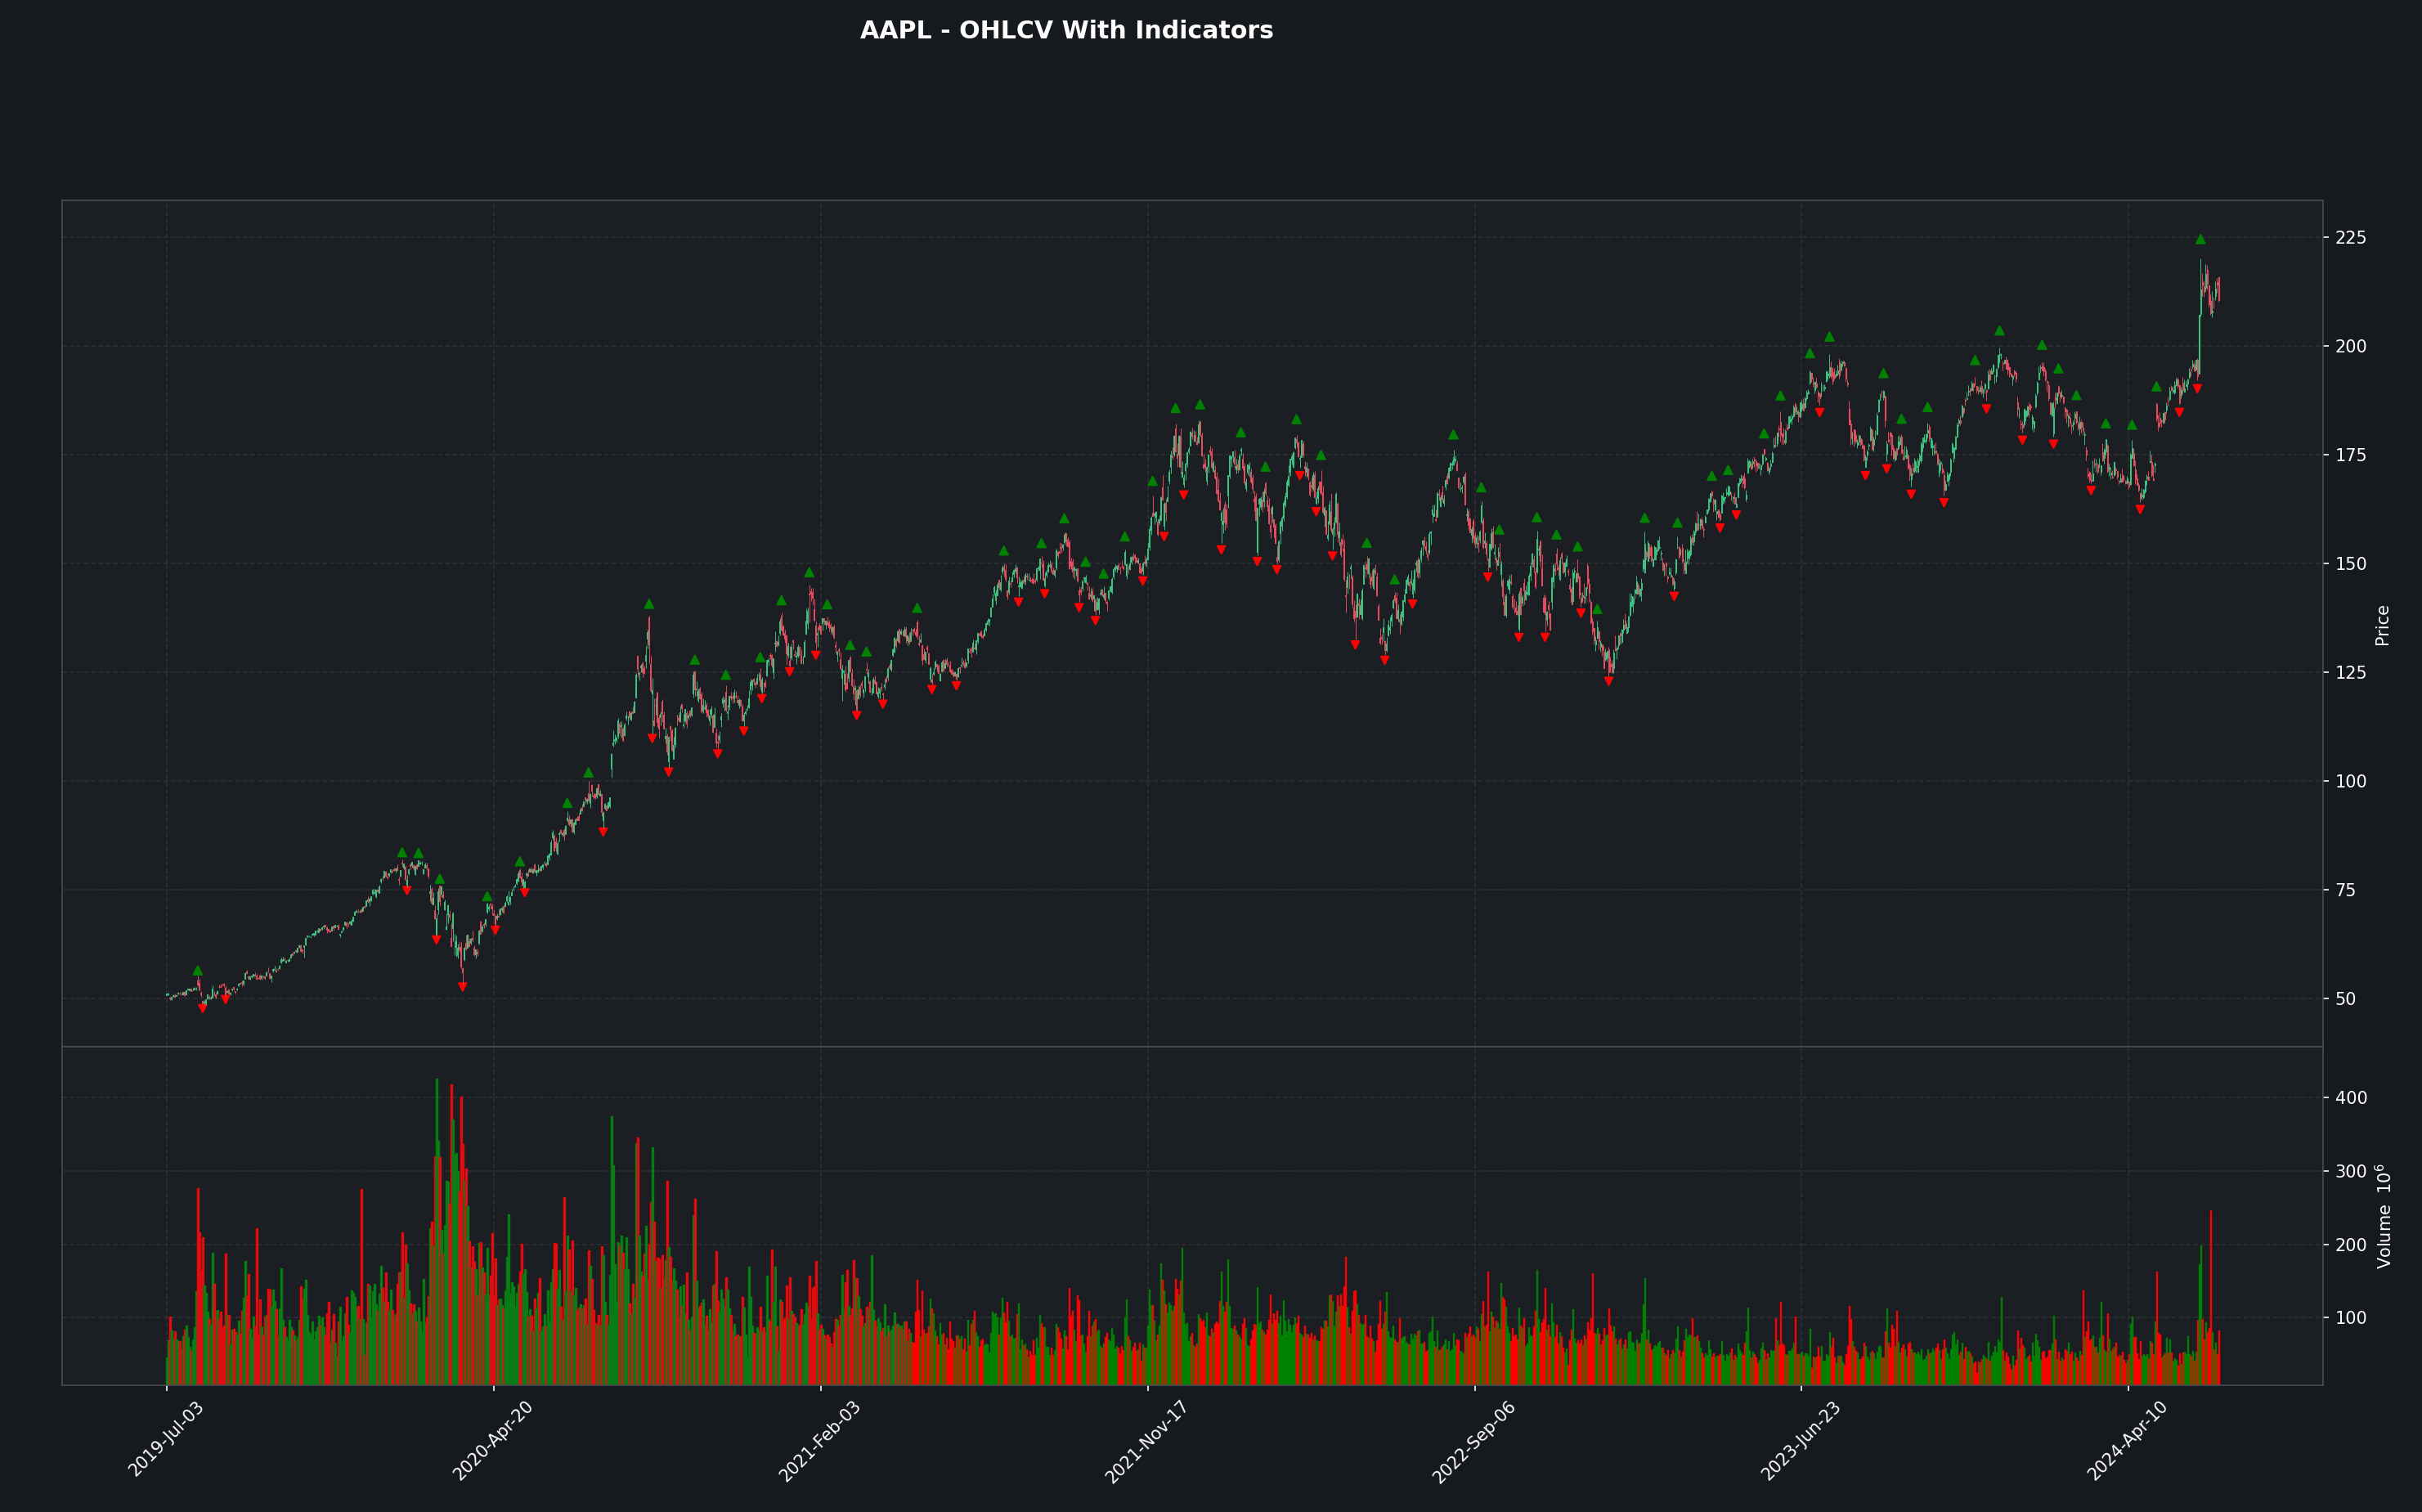 AAPL - OHLCV With Indicators
225
200
175
150
125
100
75
50
Price
400
300
200
100
Volume 10⁶
2019-Jul-03
2020-Apr-20
2021-Feb-03
2021-Nov-17
2022-Sep-06
2023-Jun-23
2024-Apr-10